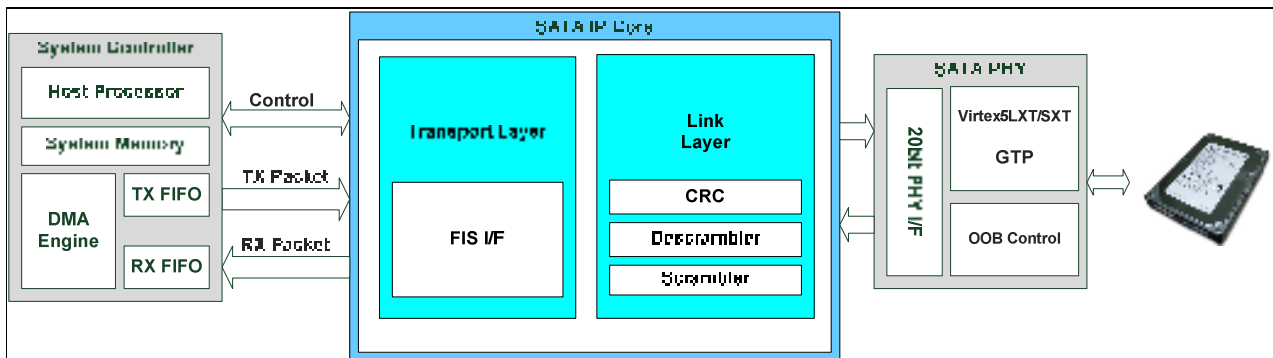 System Controller
Host Processor
System Memory
DMA
Engine
TX FIFO
RX FIFO
Control
TX Packet
RX Packet
SATA IP Core
Transport Layer
FIS I/F
Link
Layer
CRC
Descrambler
Scrambler
SATA PHY
20bit PHY I/F
Virtex5LXT/SXT
GTP
OOB Control